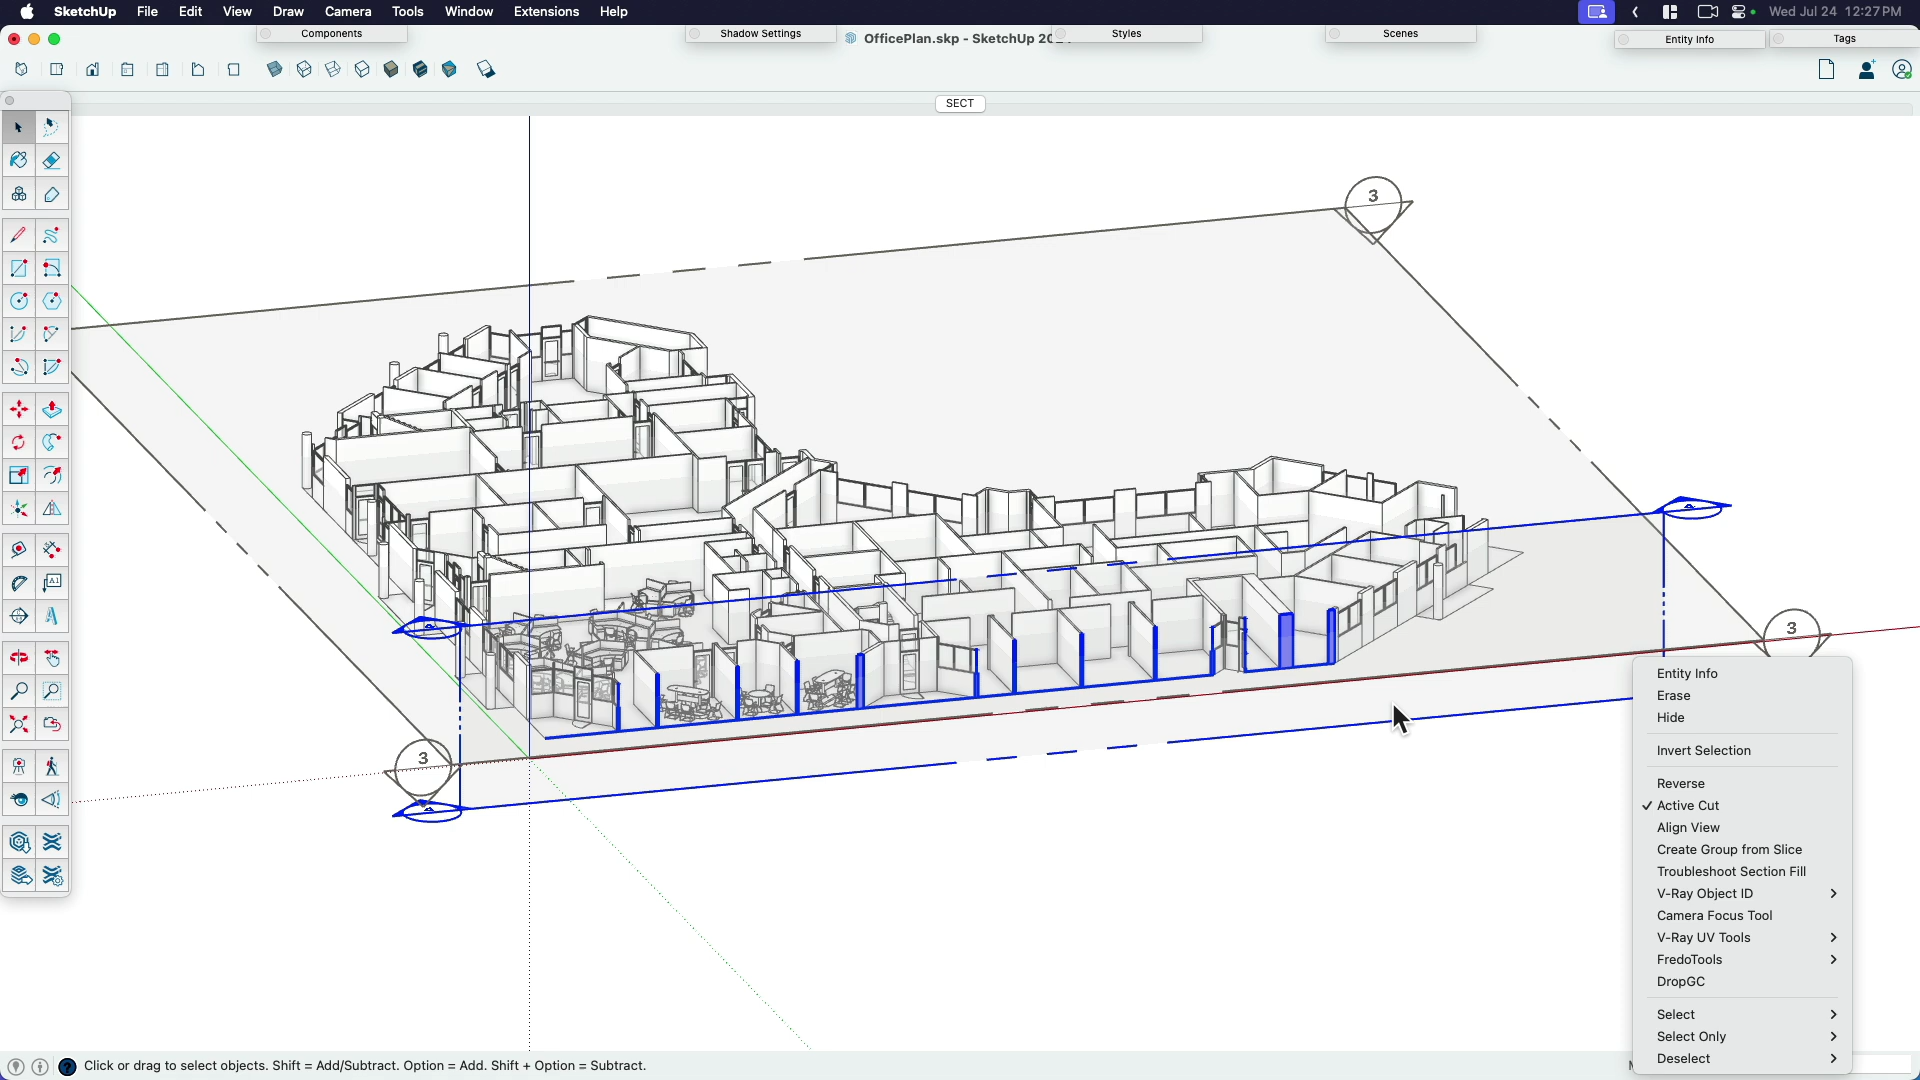 SketchUp File Edit View Draw Camera Tools Window Extensions Help Wed Jul 24 12:27 PM
Components Shadow Settings OfficePlan.skp - SketchUp Styles Scenes Entity Info Tags
SECT
3
3
3
A1
Entity Info
Erase
Hide
Invert Selection
Reverse
✓ Active Cut
Align View
Create Group from Slice
Troubleshoot Section Fill
V-Ray Object ID
Camera Focus Tool
V-Ray UV Tools
FredoTools
DropGC
Select
Select Only
Deselect
Click or drag to select objects. Shift = Add/Subtract. Option = Add. Shift + Option = Subtract.